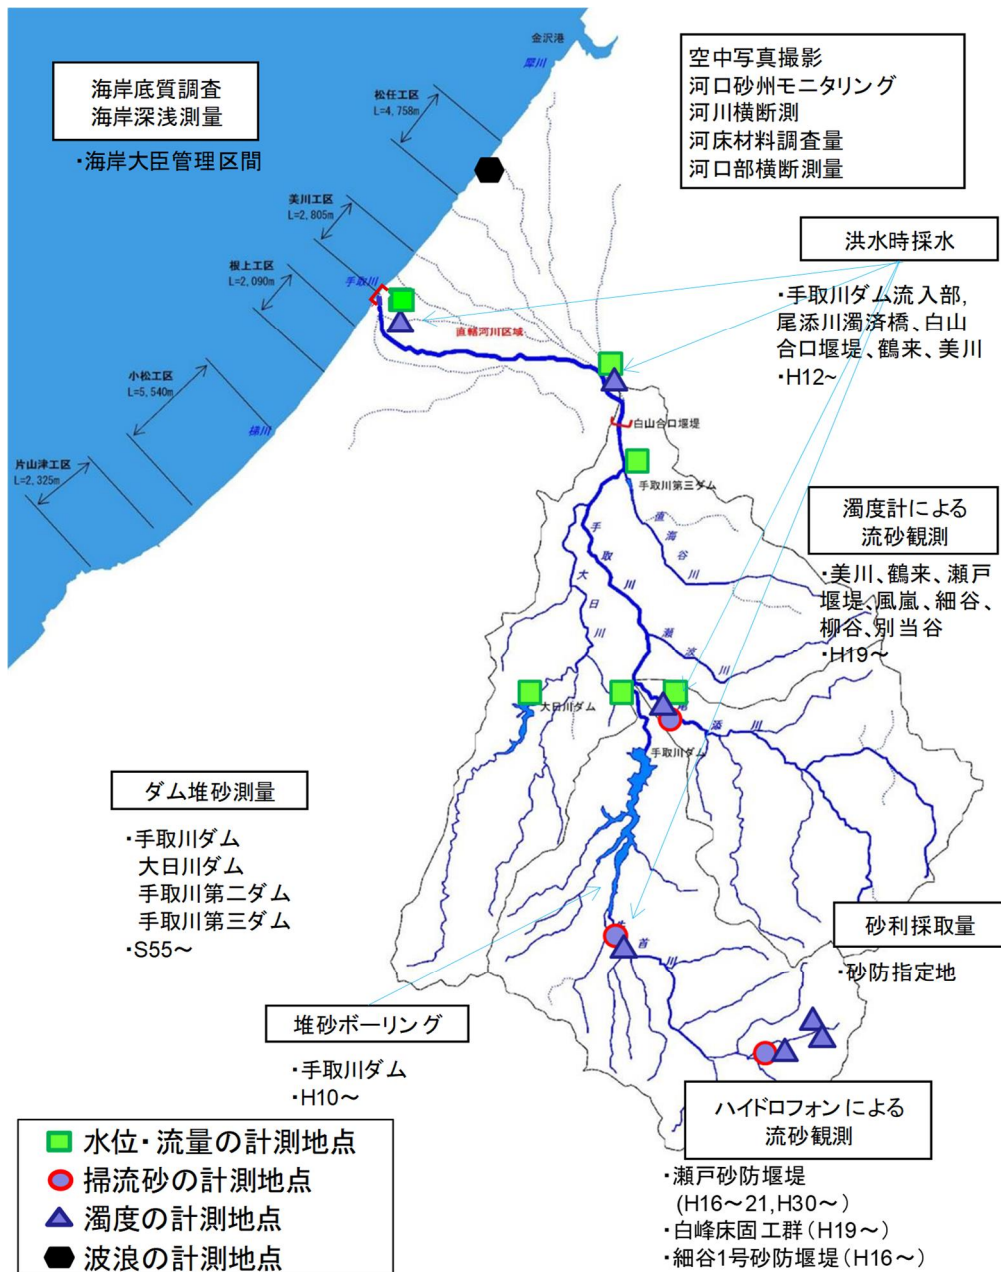 金沢港
犀川
海岸底質調査
海岸深浅測量
・海岸大臣管理区間
空中写真撮影
河口砂州モニタリング
河川横断測
河床材料調査量
河口部横断測量
松任工区
L=4,758m
美川工区
L=2,805m
根上工区
L=2,090m
小松工区
L=5,540m
片山津工区
L=2,325m
手取川
梯川
直轄河川区域
洪水時採水
・手取川ダム流入部,
尾添川濁済橋、白山
合口堰堤、鶴来、美川
・H12~
白山合口堰堤
手取川第三ダム
手取川
直海谷川
大日川
瀬波川
濁度計による
流砂観測
・美川、鶴来、瀬戸
堰堤、風嵐、細谷、
柳谷、別当谷
・H19～
大日川ダム
手取川ダム
尾添川
ダム堆砂測量
・手取川ダム
大日川ダム
手取川第二ダム
手取川第三ダム
・S55～
牛首川
砂利採取量
・砂防指定地
堆砂ボーリング
・手取川ダム
・H10～
ハイドロフォンによる
流砂観測
・瀬戸砂防堰堤
(H16～21,H30～)
・白峰床固工群(H19～)
・細谷1号砂防堰堤(H16～)
水位・流量の計測地点
掃流砂の計測地点
濁度の計測地点
波浪の計測地点